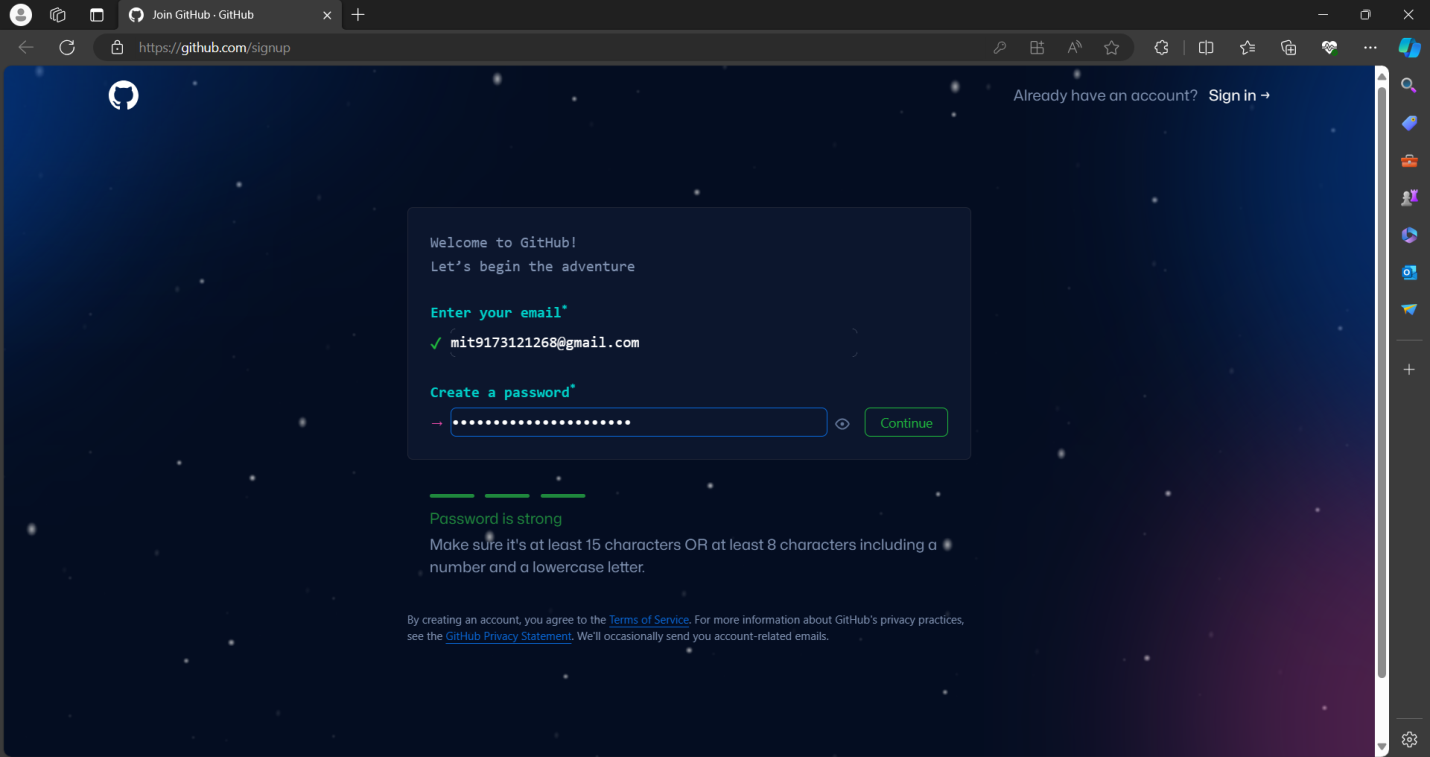 Join GitHub · GitHub
https://github.com/signup
Already have an account? Sign in →
Welcome to GitHub!
Let’s begin the adventure
Enter your email*
✓ mit9173121268@gmail.com
Create a password*
→ ••••••••••••••••••••••
Continue
Password is strong
Make sure it's at least 15 characters OR at least 8 characters including a
number and a lowercase letter.
By creating an account, you agree to the Terms of Service. For more information about GitHub's privacy practices,
see the GitHub Privacy Statement. We'll occasionally send you account-related emails.